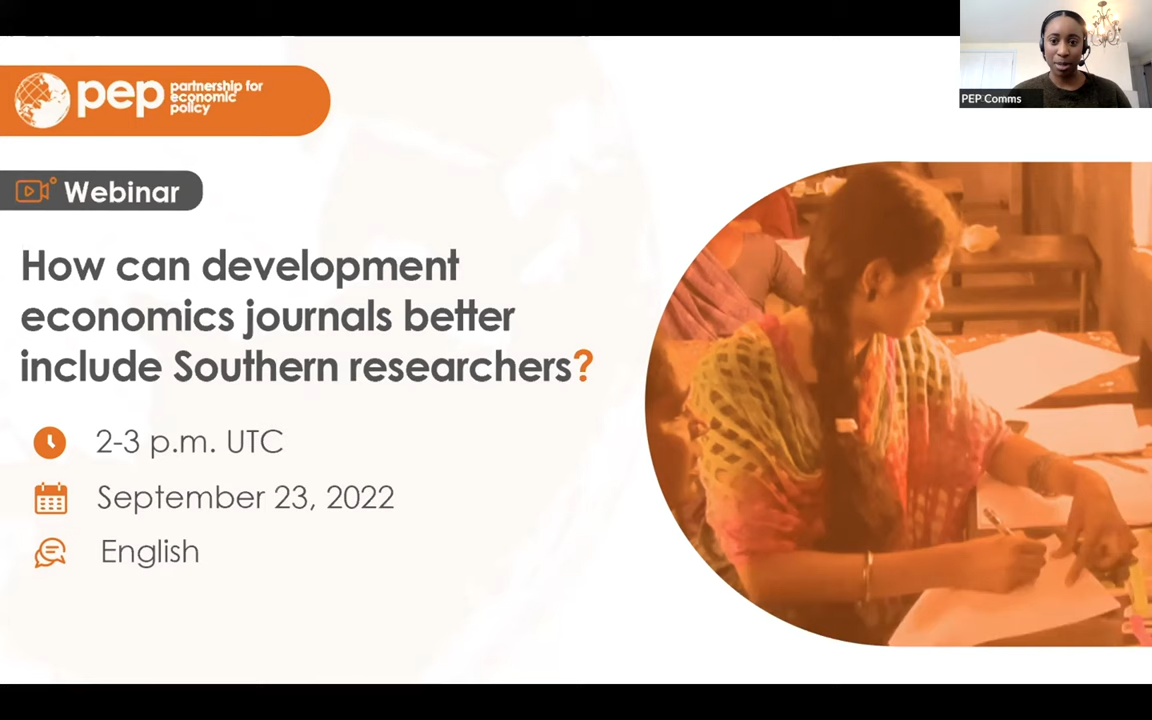 pep partnership for
economic
policy
PEP Comms
Webinar
How can development
economics journals better
include Southern researchers?
2-3 p.m. UTC
September 23, 2022
English